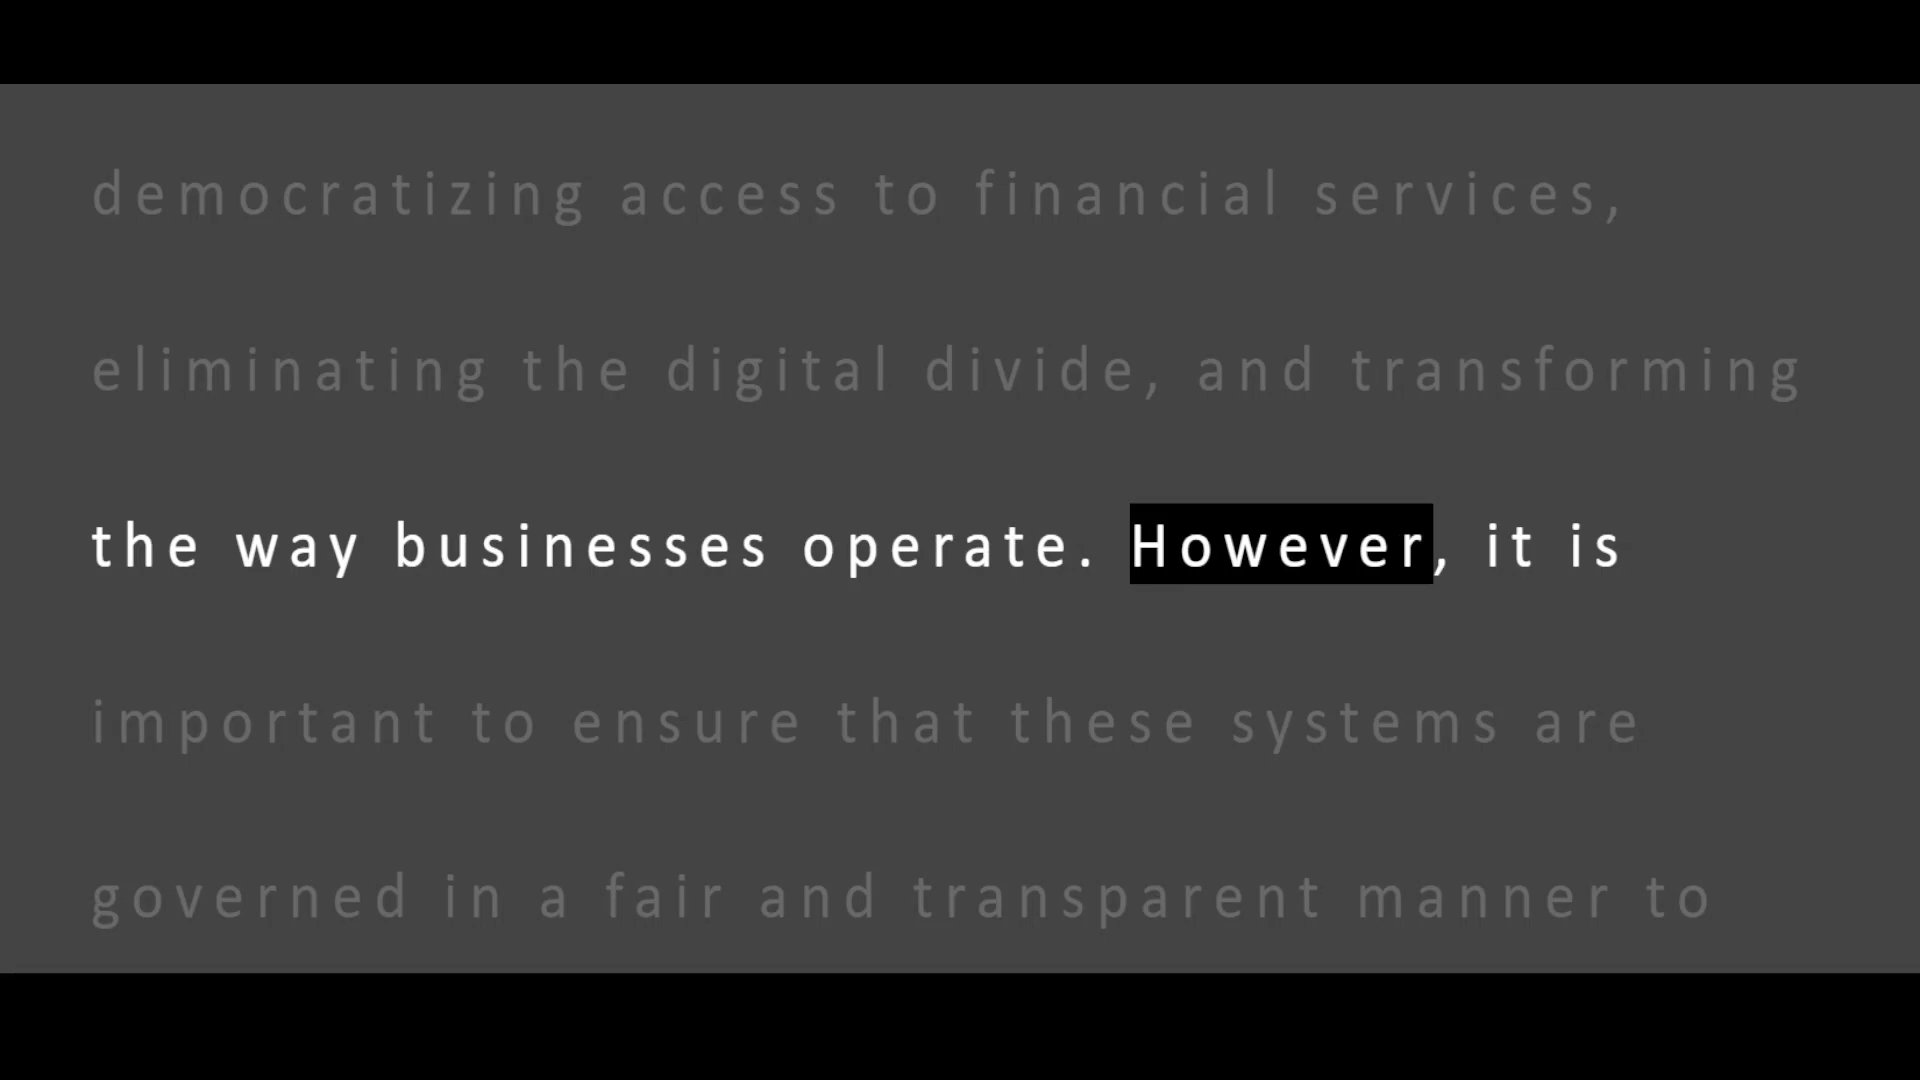 democratizing access to financial services,
eliminating the digital divide, and transforming
the way businesses operate. However, it is
important to ensure that these systems are
governed in a fair and transparent manner to